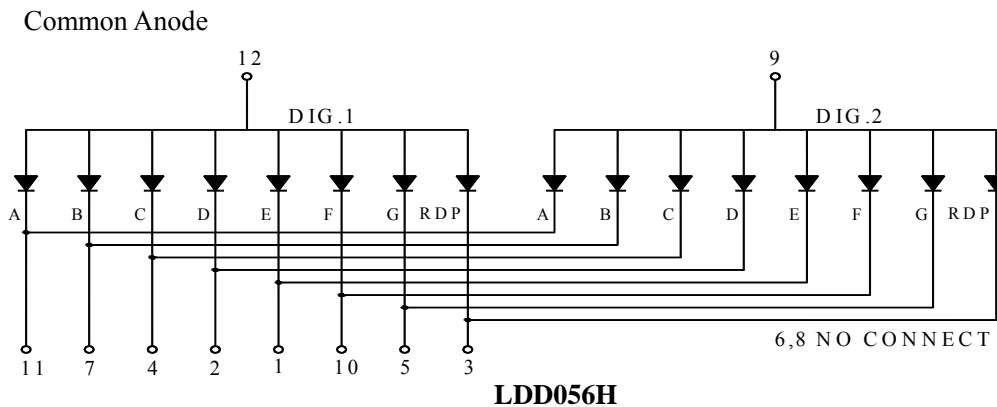 Common Anode
12 9
DIG.1 DIG.2
A B C D E F G RDP A B C D E F G RDP
6,8 NO CONNECT
11 7 4 2 1 10 5 3
LDD056H